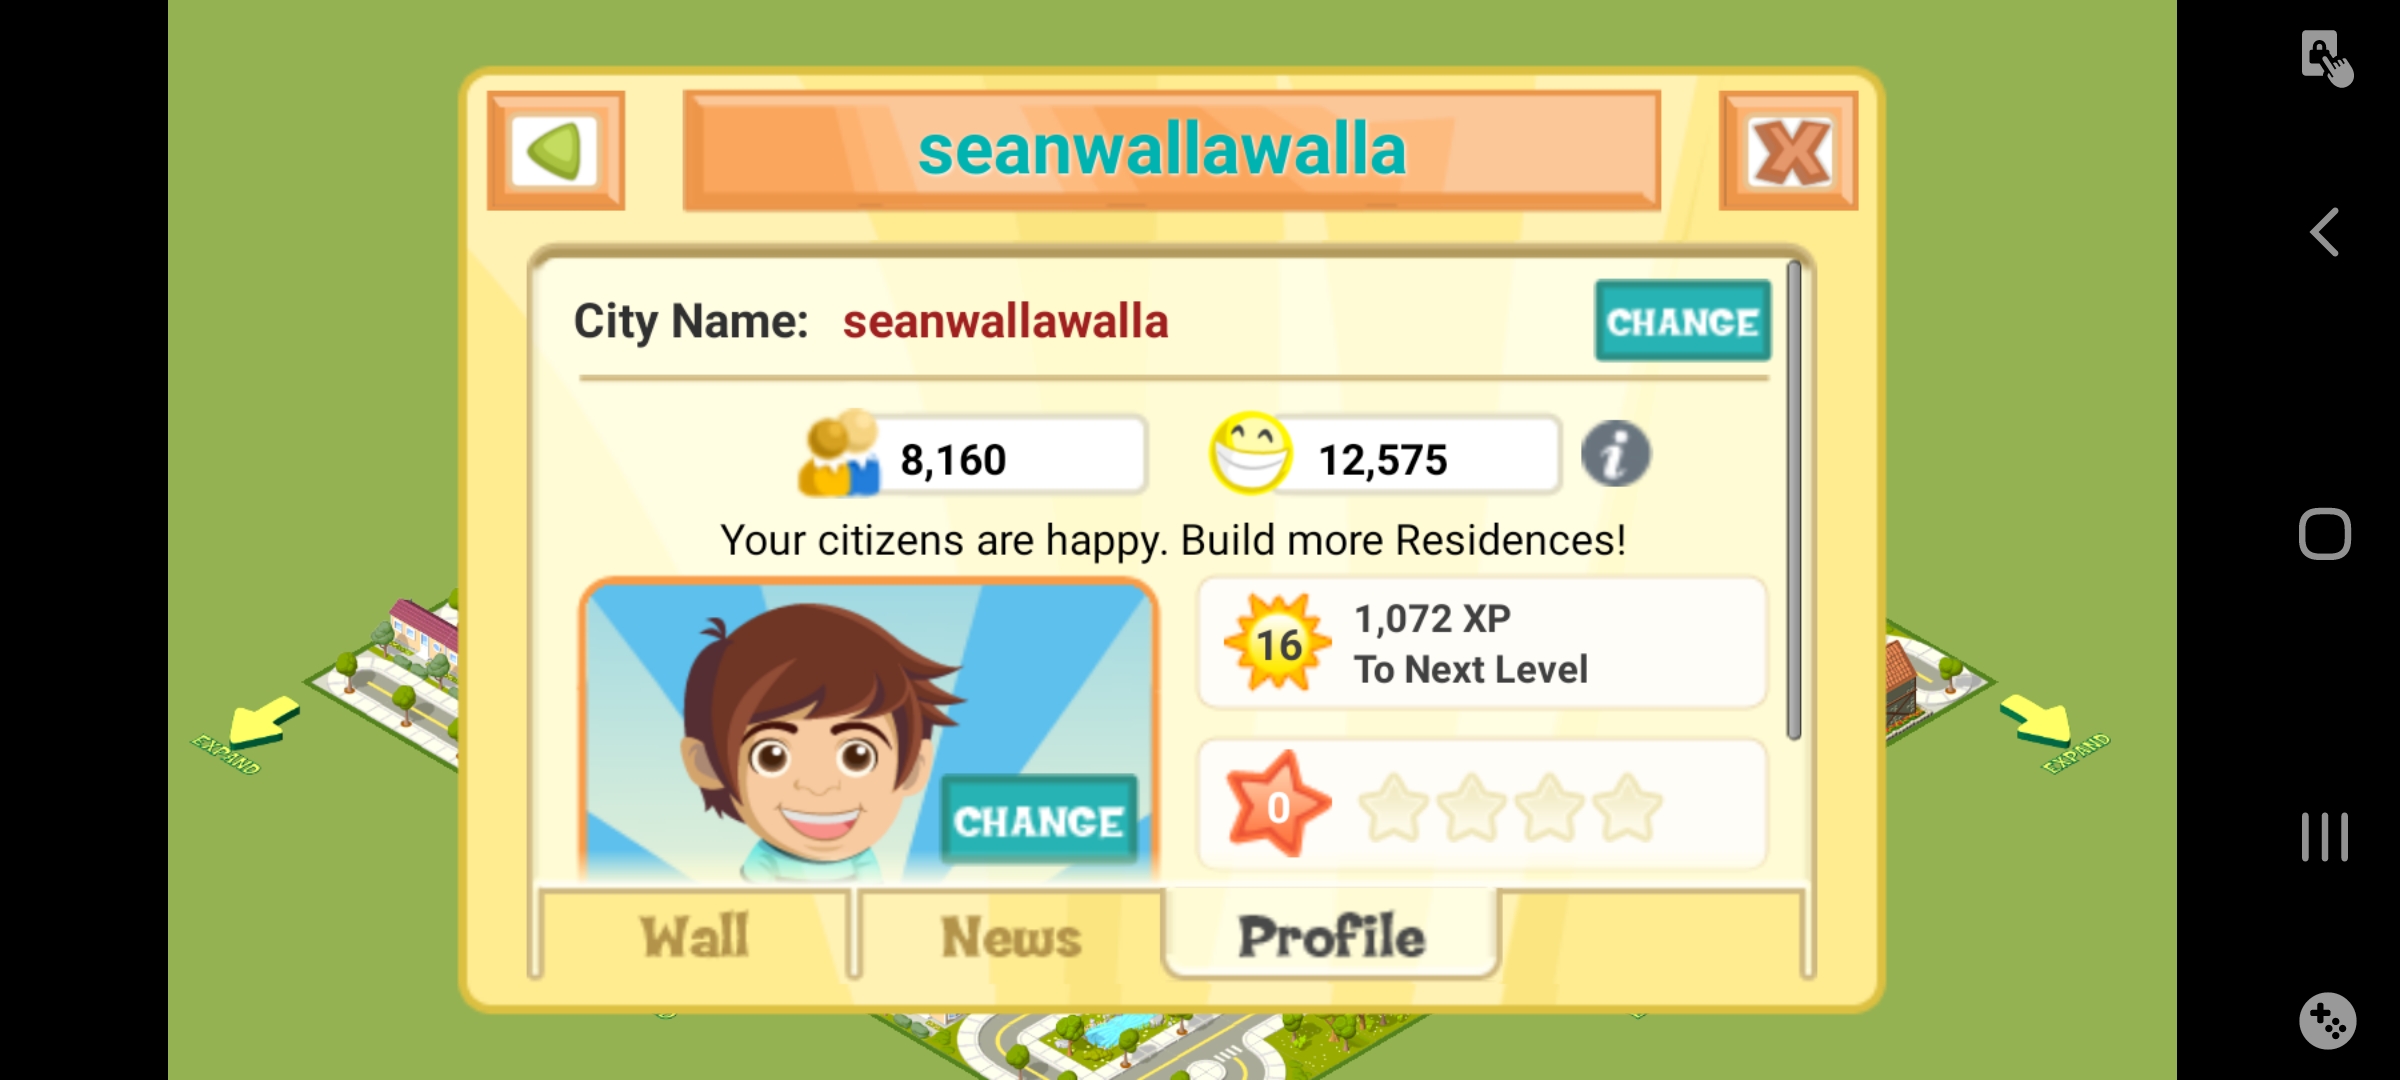 seanwallawalla
City Name: seanwallawalla
CHANGE
8,160
12,575
i
Your citizens are happy. Build more Residences!
16
1,072 XP
To Next Level
CHANGE
0
EXPAND
EXPAND
Wall
News
Profile